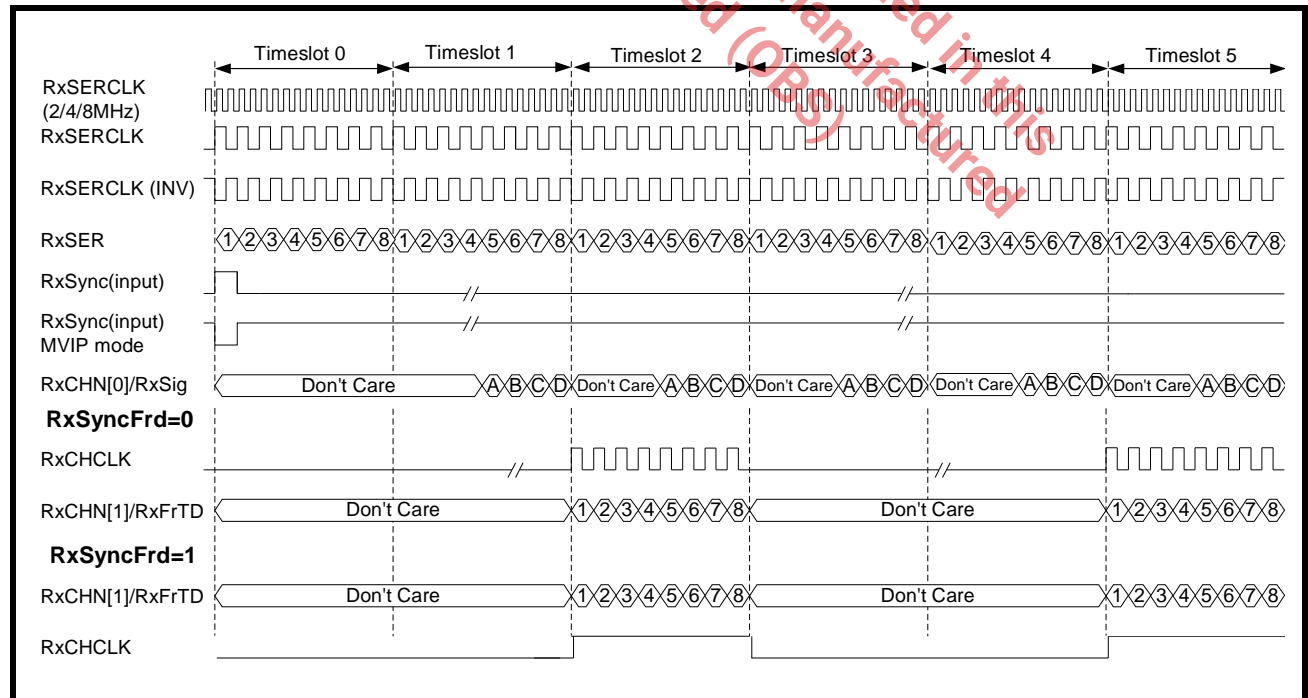 Timeslot 0 Timeslot 1 Timeslot 2 Timeslot 3 Timeslot 4 Timeslot 5
RxSERCLK
(2/4/8MHz)
RxSERCLK
RxSERCLK (INV)
RxSER 1 2 3 4 5 6 7 8 1 2 3 4 5 6 7 8 1 2 3 4 5 6 7 8 1 2 3 4 5 6 7 8 1 2 3 4 5 6 7 8 1 2 3 4 5 6 7 8
RxSync(input)
RxSync(input)
MVIP mode
RxCHN[0]/RxSig Don't Care A B C D Don't Care A B C D Don't Care A B C D Don't Care A B C D Don't Care A B C D
RxSyncFrd=0
RxCHCLK
RxCHN[1]/RxFrTD Don't Care 1 2 3 4 5 6 7 8 Don't Care 1 2 3 4 5 6 7 8
RxSyncFrd=1
RxCHN[1]/RxFrTD Don't Care 1 2 3 4 5 6 7 8 Don't Care 1 2 3 4 5 6 7 8
RxCHCLK
in this
manufactured
(OBS)